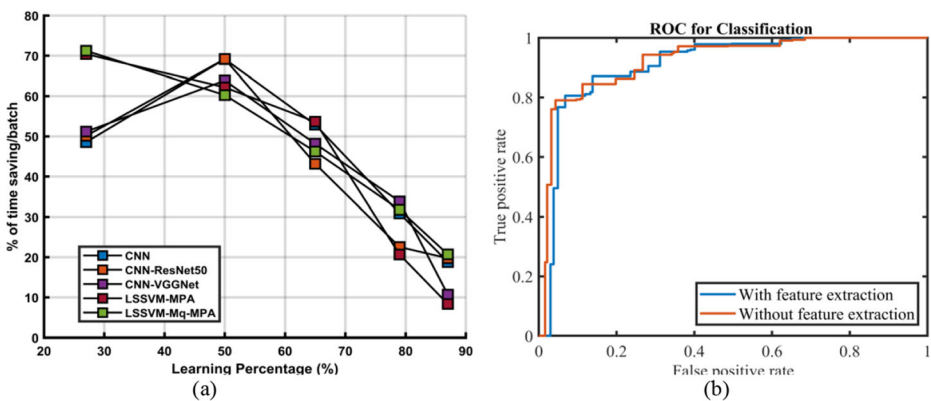 80
70
60
50
40
30
20
10
0
% of time saving/batch
CNN
CNN-ResNet50
CNN-VGGNet
LSSVM-MPA
LSSVM-Mq-MPA
20 30 40 50 60 70 80 90
Learning Percentage (%)
(a)
ROC for Classification
1
0.8
0.6
0.4
0.2
0
True positive rate
With feature extraction
Without feature extraction
0 0.2 0.4 0.6 0.8 1
False positive rate
(b)